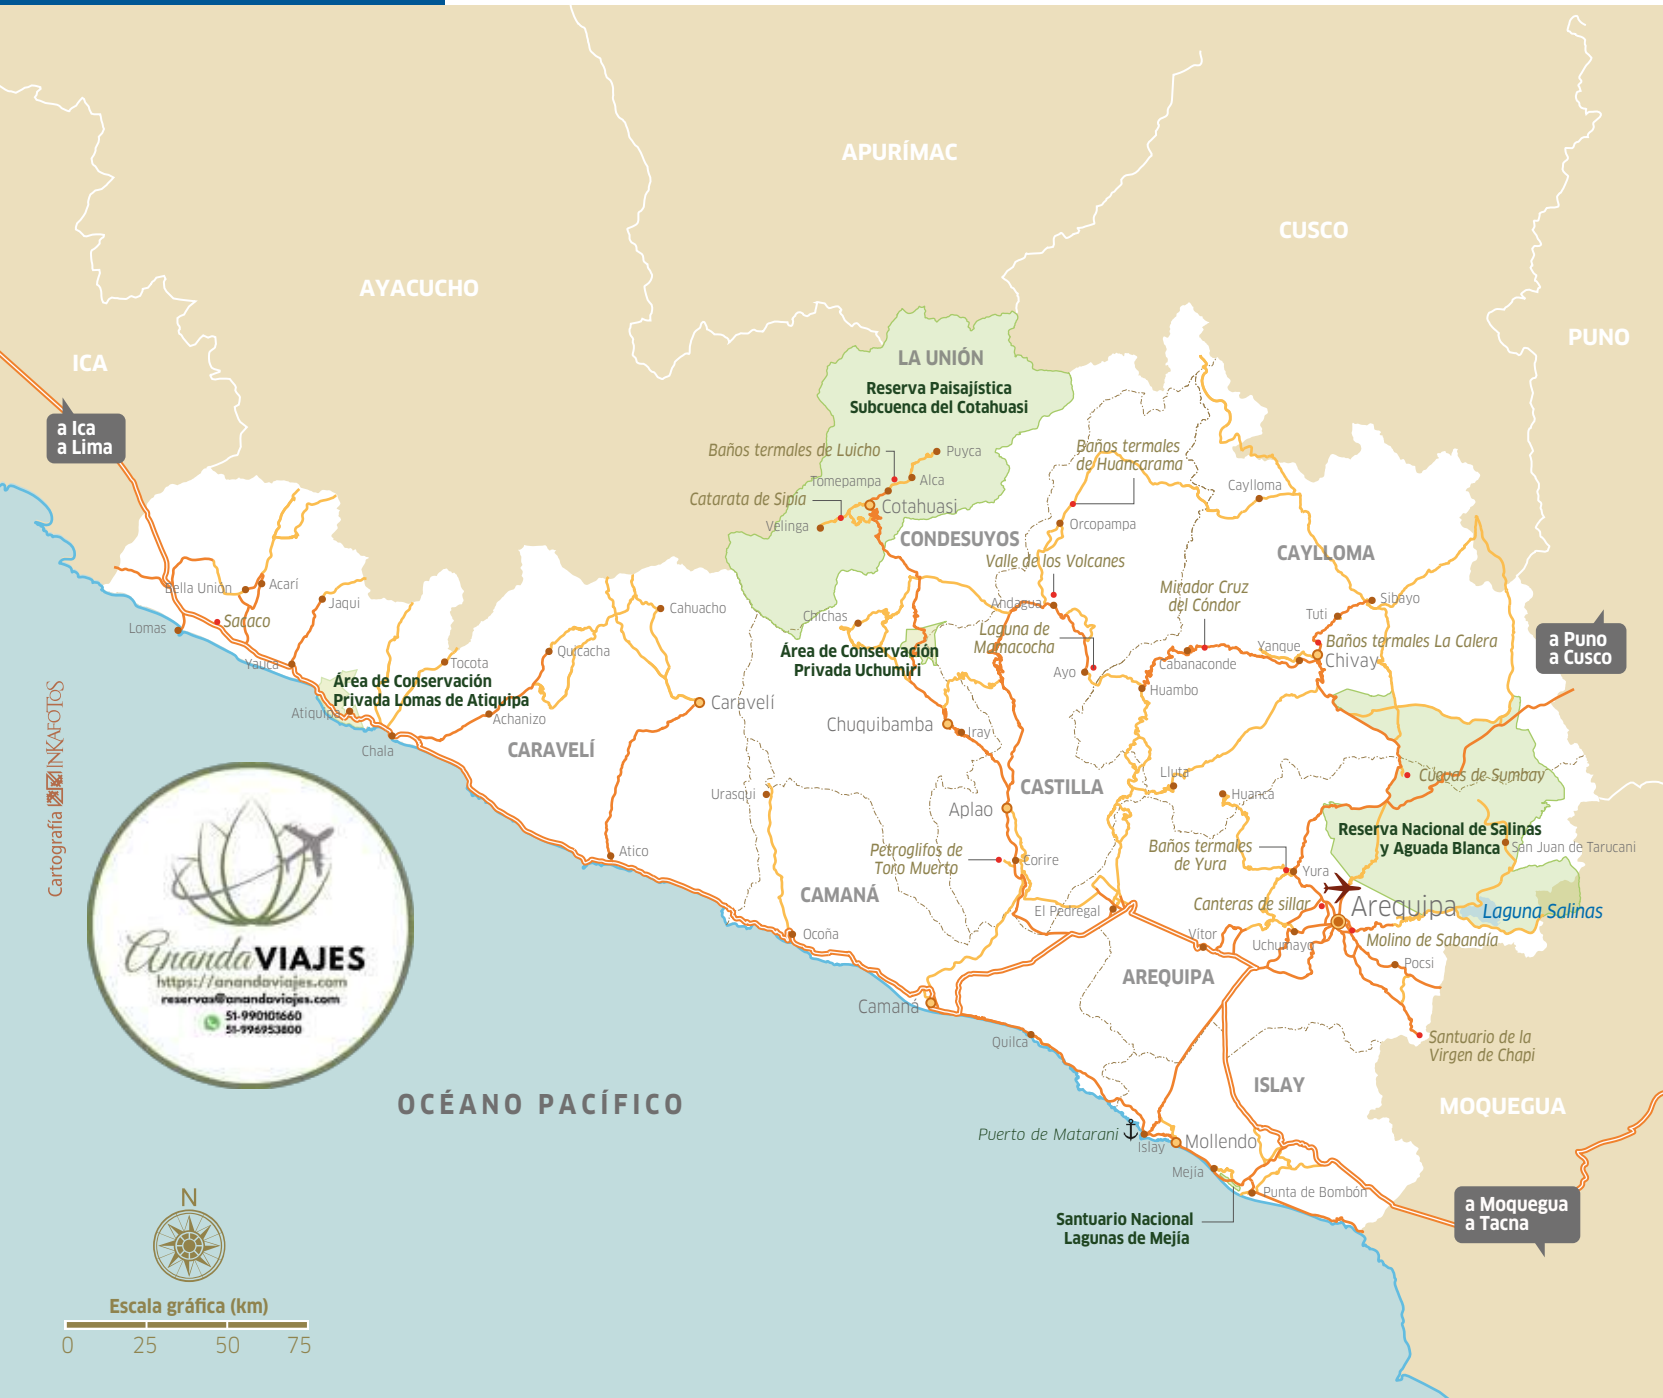 APURÍMAC
CUSCO
AYACUCHO
PUNO
ICA
a Ica
a Lima
LA UNIÓN
Reserva Paisajística
Subcuenca del Cotahuasi
Baños termales de Luicho
Puyca
Tomepampa
Alca
Catarata de Sipia
Cotahuasi
Velinga
Baños termales
de Huancarama
Caylloma
Orcopampa
CONDESUYOS
CAYLLOMA
Valle de los Volcanes
Mirador Cruz
del Cóndor
Andagua
Sibayo
Tuti
Chichas
Laguna de
Mamacocha
Yanque
Baños termales La Calera
Chivay
Cabanaconde
a Puno
a Cusco
Ayo
Huambo
Bella Unión
Acarí
Jaqui
Sacaco
Lomas
Yauca
Cahuacho
Quicacha
Tocota
Área de Conservación
Privada Uchumiri
Área de Conservación
Privada Lomas de Atiquipa
Atiquipa
Achanizo
Caravelí
Chala
CARAVELÍ
Chuquibamba
Iray
Urasqui
Lluta
Huanca
Cuevas de Sumbay
CASTILLA
Aplao
Reserva Nacional de Salinas
y Aguada Blanca
San Juan de Tarucani
Atico
Petroglifos de
Toro Muerto
Corire
Baños termales
de Yura
Yura
CAMANÁ
El Pedregal
Canteras de sillar
Arequipa
Laguna Salinas
Ocoña
Vítor
Uchumayo
Molino de Sabandía
Pocsi
AREQUIPA
Camaná
Quilca
Santuario de la
Virgen de Chapi
ISLAY
MOQUEGUA
Puerto de Matarani
Islay
Mollendo
Mejía
Punta de Bombón
a Moquegua
a Tacna
Santuario Nacional
Lagunas de Mejía
Cartografía INKAFOTOS
Ananda VIAJES
https://anandaviajes.com
reservas@anandaviajes.com
51-990101660
51-996953800
OCÉANO PACÍFICO
N
Escala gráfica (km)
0 25 50 75